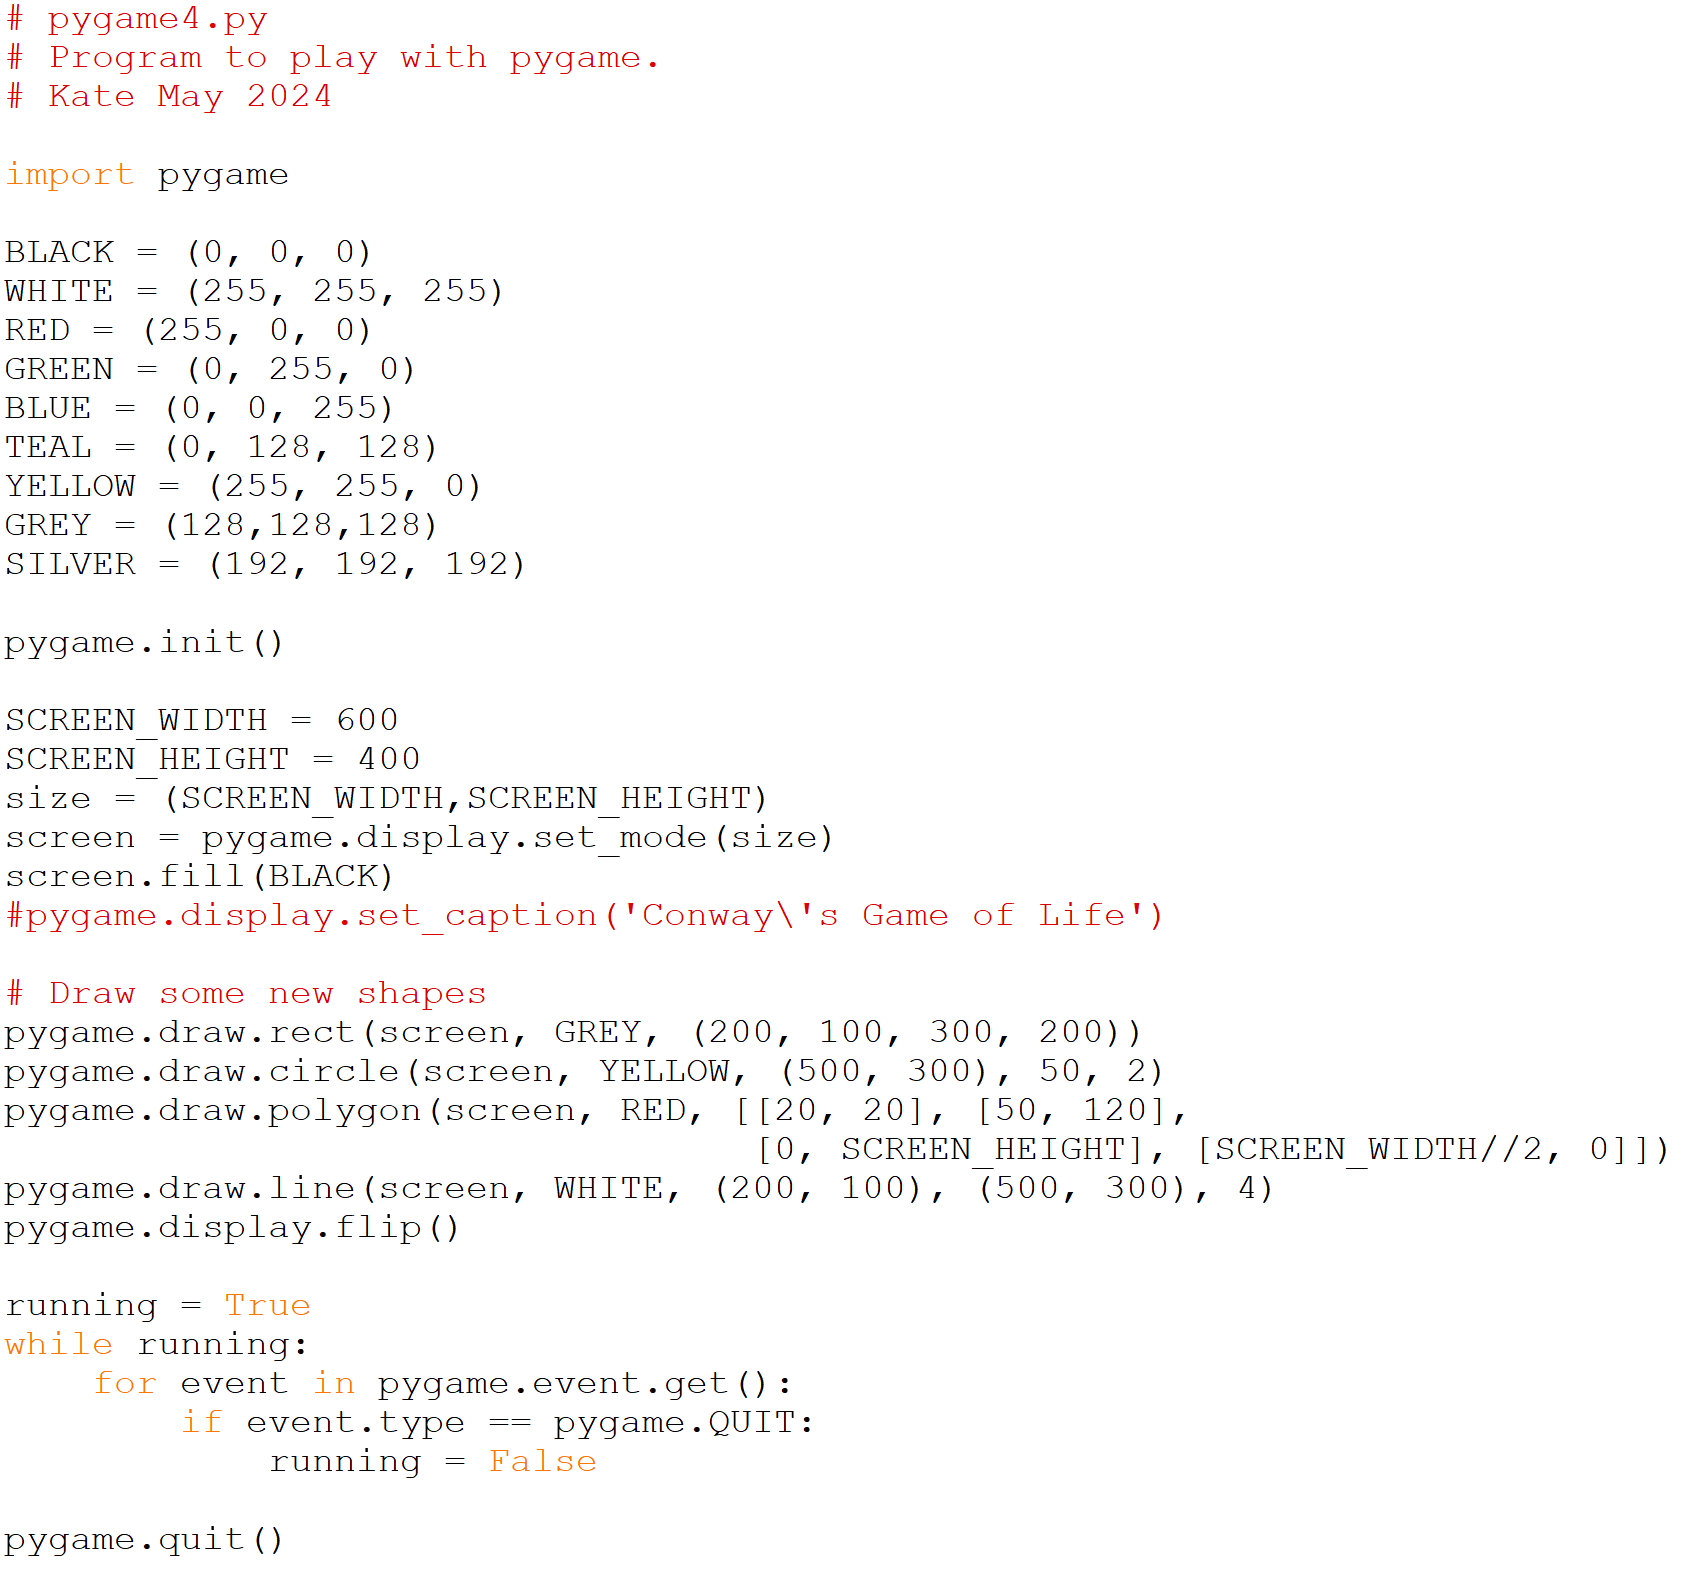 # pygame4.py
# Program to play with pygame.
# Kate May 2024

import pygame

BLACK = (0, 0, 0)
WHITE = (255, 255, 255)
RED = (255, 0, 0)
GREEN = (0, 255, 0)
BLUE = (0, 0, 255)
TEAL = (0, 128, 128)
YELLOW = (255, 255, 0)
GREY = (128,128,128)
SILVER = (192, 192, 192)

pygame.init()

SCREEN_WIDTH = 600
SCREEN_HEIGHT = 400
size = (SCREEN_WIDTH,SCREEN_HEIGHT)
screen = pygame.display.set_mode(size)
screen.fill(BLACK)
#pygame.display.set_caption('Conway\'s Game of Life')

# Draw some new shapes
pygame.draw.rect(screen, GREY, (200, 100, 300, 200))
pygame.draw.circle(screen, YELLOW, (500, 300), 50, 2)
pygame.draw.polygon(screen, RED, [[20, 20], [50, 120],
                                  [0, SCREEN_HEIGHT], [SCREEN_WIDTH//2, 0]])
pygame.draw.line(screen, WHITE, (200, 100), (500, 300), 4)
pygame.display.flip()

running = True
while running:
    for event in pygame.event.get():
        if event.type == pygame.QUIT:
            running = False

pygame.quit()